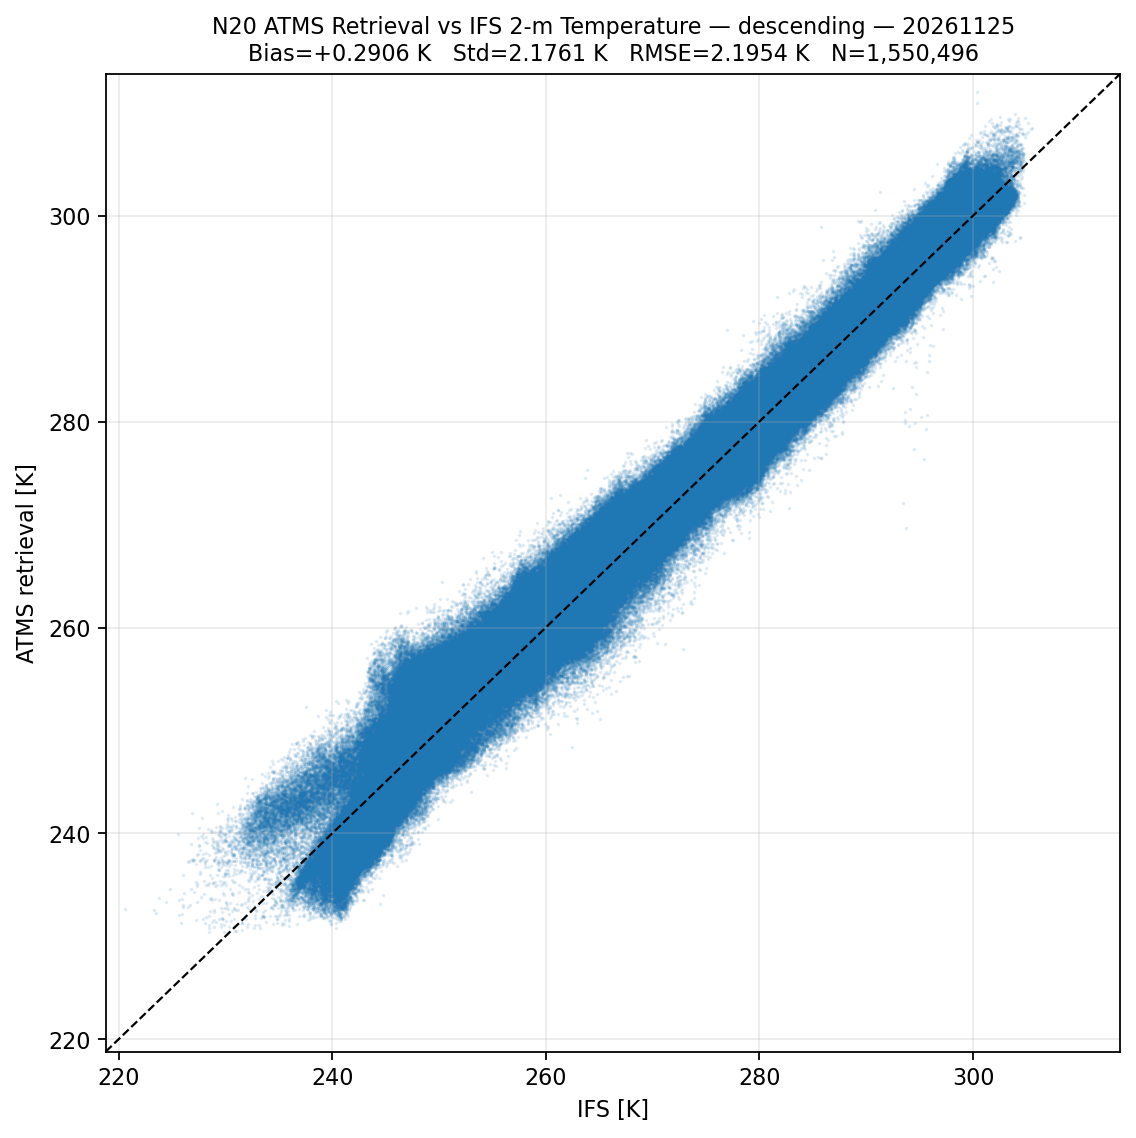 N20 ATMS Retrieval vs IFS 2-m Temperature — descending — 20261125
Bias=+0.2906 K   Std=2.1761 K   RMSE=2.1954 K   N=1,550,496
ATMS retrieval [K]
300
280
260
240
220
220 240 260 280 300
IFS [K]